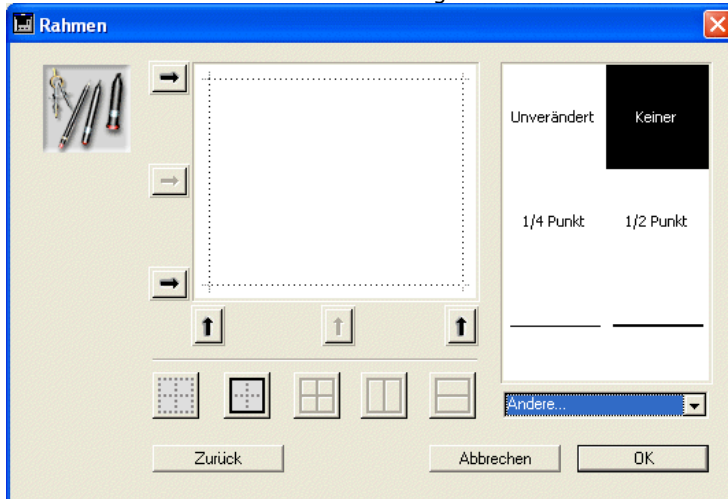 Rahmen
Unverändert
Keiner
1/4 Punkt
1/2 Punkt
Andere...
Zurück
Abbrechen
OK